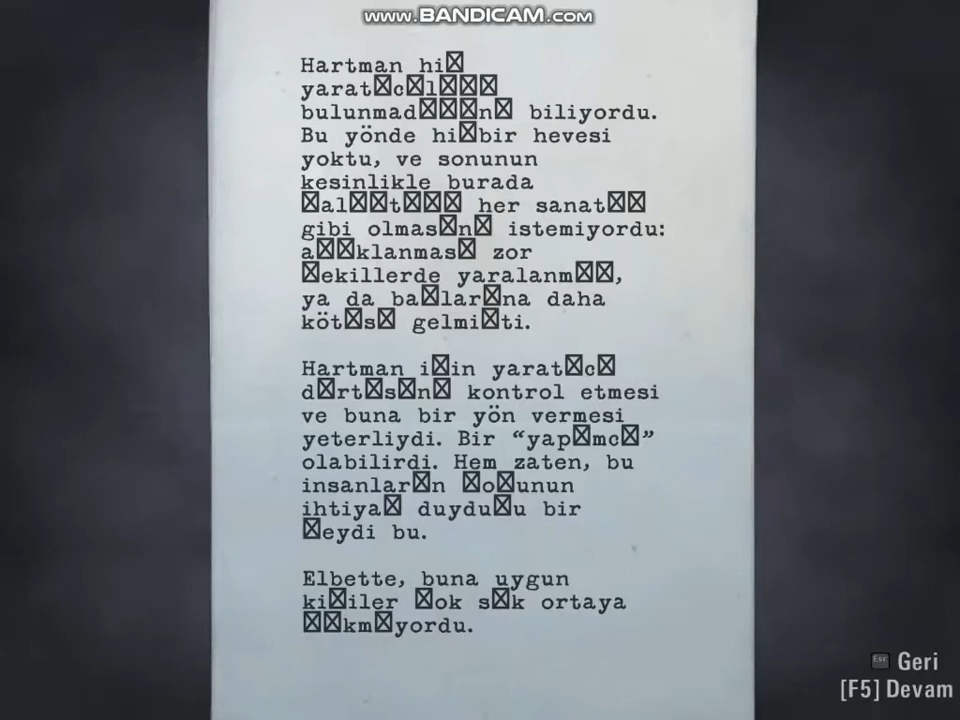 www.BANDICAM.com
Hartman hi☒
yarat☒c☒l☒☒☒
bulunmad☒☒☒n☒ biliyordu.
Bu yönde hi☒bir hevesi
yoktu, ve sonunun
kesinlikle burada
☒al☒☒t☒☒☒ her sanat☒☒
gibi olmas☒n☒ istemiyordu:
a☒☒klanmas☒ zor
☒ekillerde yaralanm☒☒,
ya da ba☒lar☒na daha
köt☒s☒ gelmi☒ti.
Hartman i☒in yarat☒c☒
d☒rt☒s☒n☒ kontrol etmesi
ve buna bir yön vermesi
yeterliydi. Bir “yap☒mc☒”
olabilirdi. Hem zaten, bu
insanlar☒n ☒o☒unun
ihtiya☒ duydu☒u bir
☒eydi bu.
Elbette, buna uygun
ki☒iler ☒ok s☒k ortaya
☒☒km☒yordu.
Esc Geri
[F5] Devam